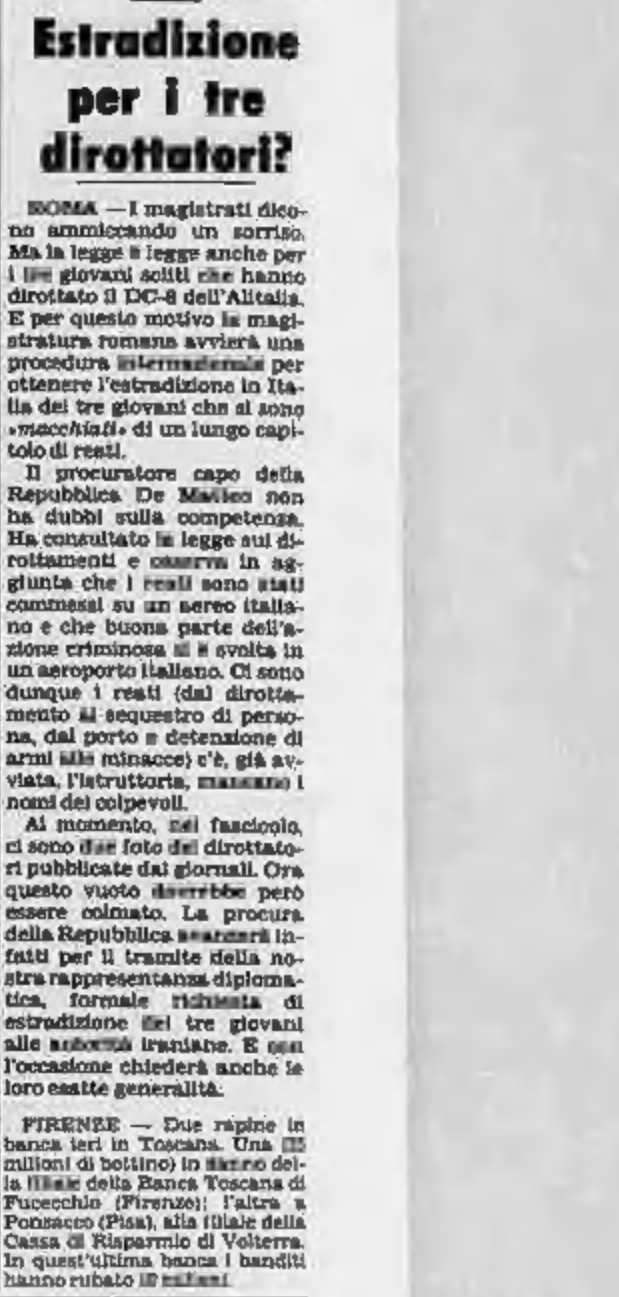 Estradizione
per i tre
dirottatori?
ROMA — I magistrati dico-
no ammiccando un sorriso.
Ma la legge è legge anche per
i tre giovani sciiti che hanno
dirottato il DC-8 dell'Alitalia.
E per questo motivo la magi-
stratura romana avvierà una
procedura internazionale per
ottenere l'estradizione in Ita-
lia dei tre giovani che si sono
«macchiati» di un lungo capi-
tolo di reati.
Il procuratore capo della
Repubblica De Matteo non
ha dubbi sulla competenza.
Ha consultato la legge sui di-
rottamenti e osserva in ag-
giunta che i reati sono stati
commessi su un aereo italia-
no e che buona parte dell'a-
zione criminosa si è svolta in
un aeroporto italiano. Ci sono
dunque i reati (dal dirotta-
mento al sequestro di perso-
na, dal porto e detenzione di
armi alle minacce) c'è, già av-
viata, l'istruttoria, mancano i
nomi dei colpevoli.
Al momento, nel fascicolo,
ci sono due foto dei dirottato-
ri pubblicate dai giornali. Ora
questo vuoto dovrebbe però
essere colmato. La procura
della Repubblica avanzerà in-
fatti per il tramite della no-
stra rappresentanza diploma-
tica, formale richiesta di
estradizione dei tre giovani
alle autorità iraniane. E con
l'occasione chiederà anche le
loro esatte generalità.
FIRENZE — Due rapine in
banca ieri in Toscana. Una
milioni di bottino) in danno del-
la filiale della Banca Toscana di
Fucecchio (Firenze); l'altra a
Ponsacco (Pisa), alla filiale della
Cassa di Risparmio di Volterra.
In quest'ultima banca i banditi
hanno rubato